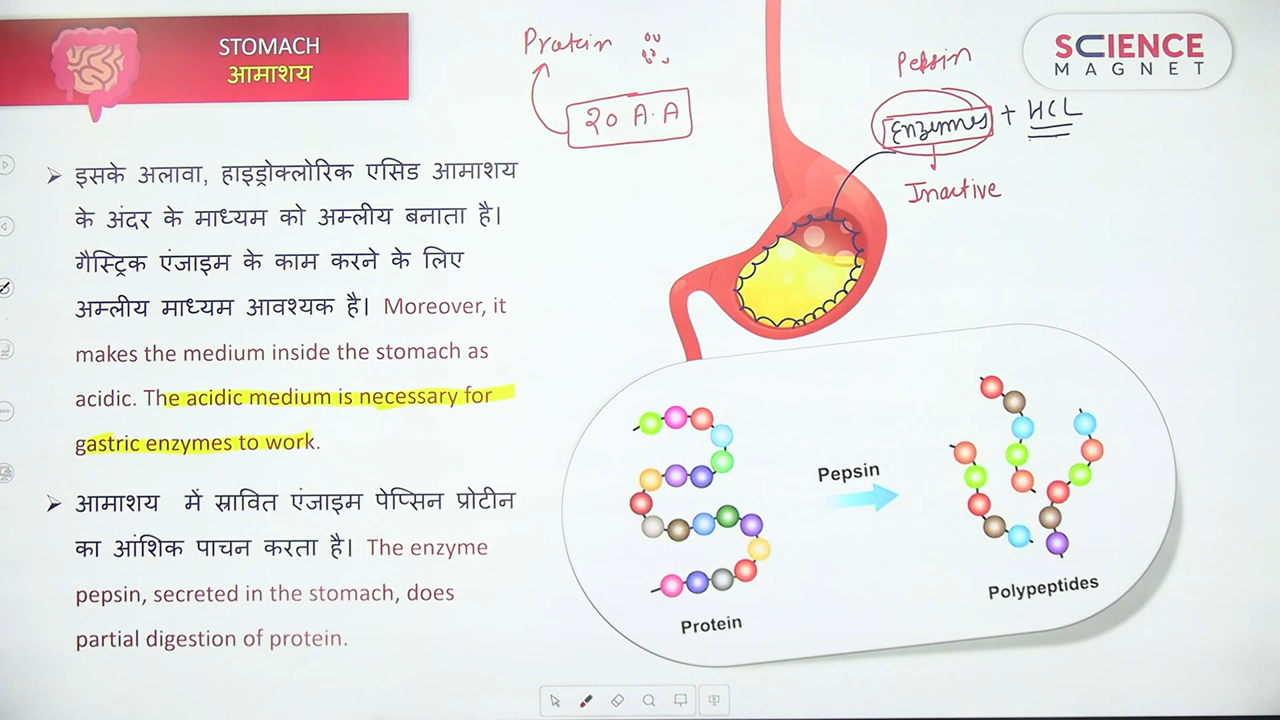 STOMACH
आमाशय
SCIENCE
MAGNET
Protein
20 A.A
Pepsin
Enzymes + HCL
Inactive
इसके अलावा, हाइड्रोक्लोरिक एसिड आमाशय
के अंदर के माध्यम को अम्लीय बनाता है।
गैस्ट्रिक एंजाइम के काम करने के लिए
अम्लीय माध्यम आवश्यक है। Moreover, it
makes the medium inside the stomach as
acidic. The acidic medium is necessary for
gastric enzymes to work.
आमाशय में स्रावित एंजाइम पेप्सिन प्रोटीन
का आंशिक पाचन करता है। The enzyme
pepsin, secreted in the stomach, does
partial digestion of protein.
Pepsin
Protein
Polypeptides